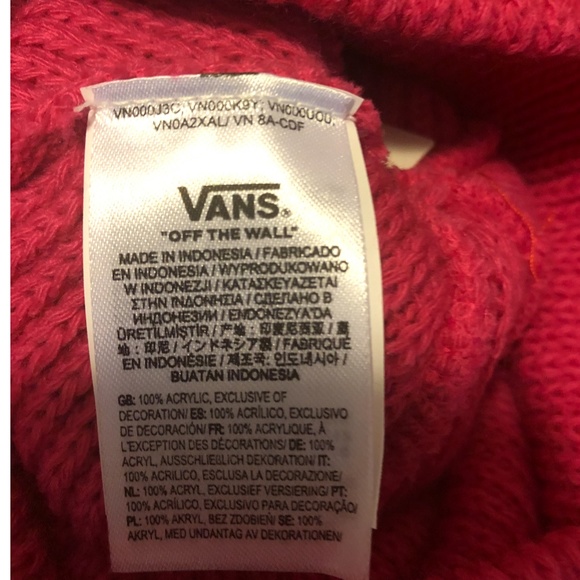 VN000J3C, VN000K9Y, VN000UOU,
VN0A2XAL/ VN 8A-CDF
VANS®
"OFF THE WALL"
MADE IN INDONESIA / FABRICADO
EN INDONESIA / WYPRODUKOWANO
W INDONEZJI / ΚΑΤΑΣΚΕΥΑΖΕΤΑΙ
ΣΤΗΝ ΙΝΔΟΝΗΣΙΑ / СДЕЛАНО В
ИНДОНЕЗИИ / ENDONEZYA'DA
ÜRETİLMİŞTİR / 产地：印度尼西亚 / 產
地：印尼 / インドネシア製 / FABRIQUÉ
EN INDONÉSIE / 제조국: 인도네시아 /
BUATAN INDONESIA
GB: 100% ACRYLIC, EXCLUSIVE OF
DECORATION/ ES: 100% ACRÍLICO, EXCLUSIVO
DE DECORACIÓN/ FR: 100% ACRYLIQUE, À
L'EXCEPTION DES DÉCORATIONS/ DE: 100%
ACRYL, AUSSCHLIEßLICH DEKORATION/ IT:
100% ACRILICO, ESCLUSA LA DECORAZIONE/
NL: 100% ACRYL, EXCLUSIEF VERSIERING/ PT:
100% ACRÍLICO, EXCLUSIVO PARA DECORAÇÃO/
PL: 100% AKRYL, BEZ ZDOBIEŃ/ SE: 100%
AKRYL, MED UNDANTAG AV DEKORATIONEN/